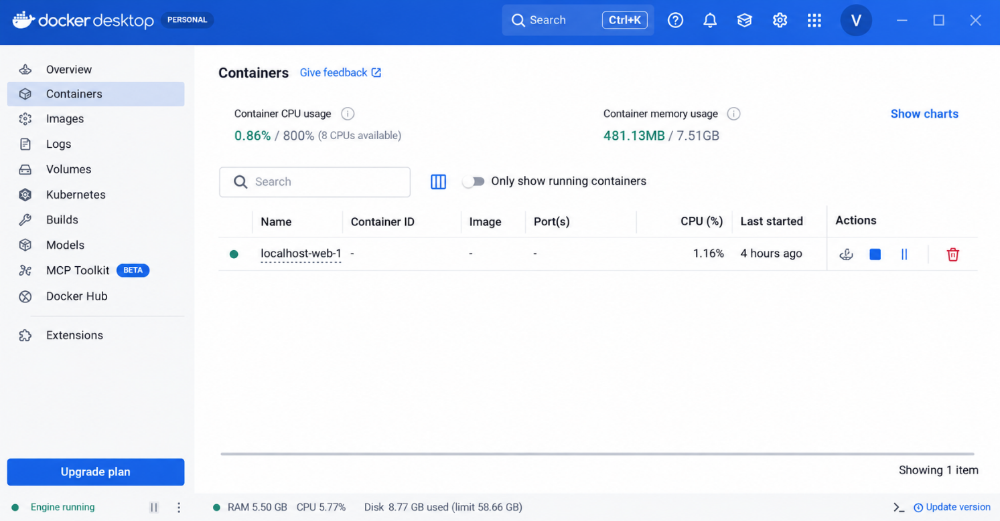 docker desktop PERSONAL Search Ctrl+K V
Overview
Containers
Images
Logs
Volumes
Kubernetes
Builds
Models
MCP Toolkit BETA
Docker Hub
Extensions
Upgrade plan
Containers Give feedback
Container CPU usage
0.86% / 800% (8 CPUs available)
Container memory usage
481.13MB / 7.51GB
Show charts
Search
Only show running containers
Name Container ID Image Port(s) CPU (%) Last started Actions
localhost-web-1 - - - 1.16% 4 hours ago
Showing 1 item
Engine running RAM 5.50 GB CPU 5.77% Disk 8.77 GB used (limit 58.66 GB) Update version